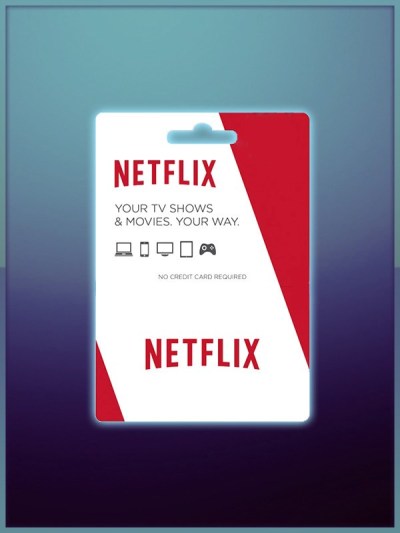 NETFLIX
YOUR TV SHOWS
& MOVIES. YOUR WAY.
NO CREDIT CARD REQUIRED
NETFLIX